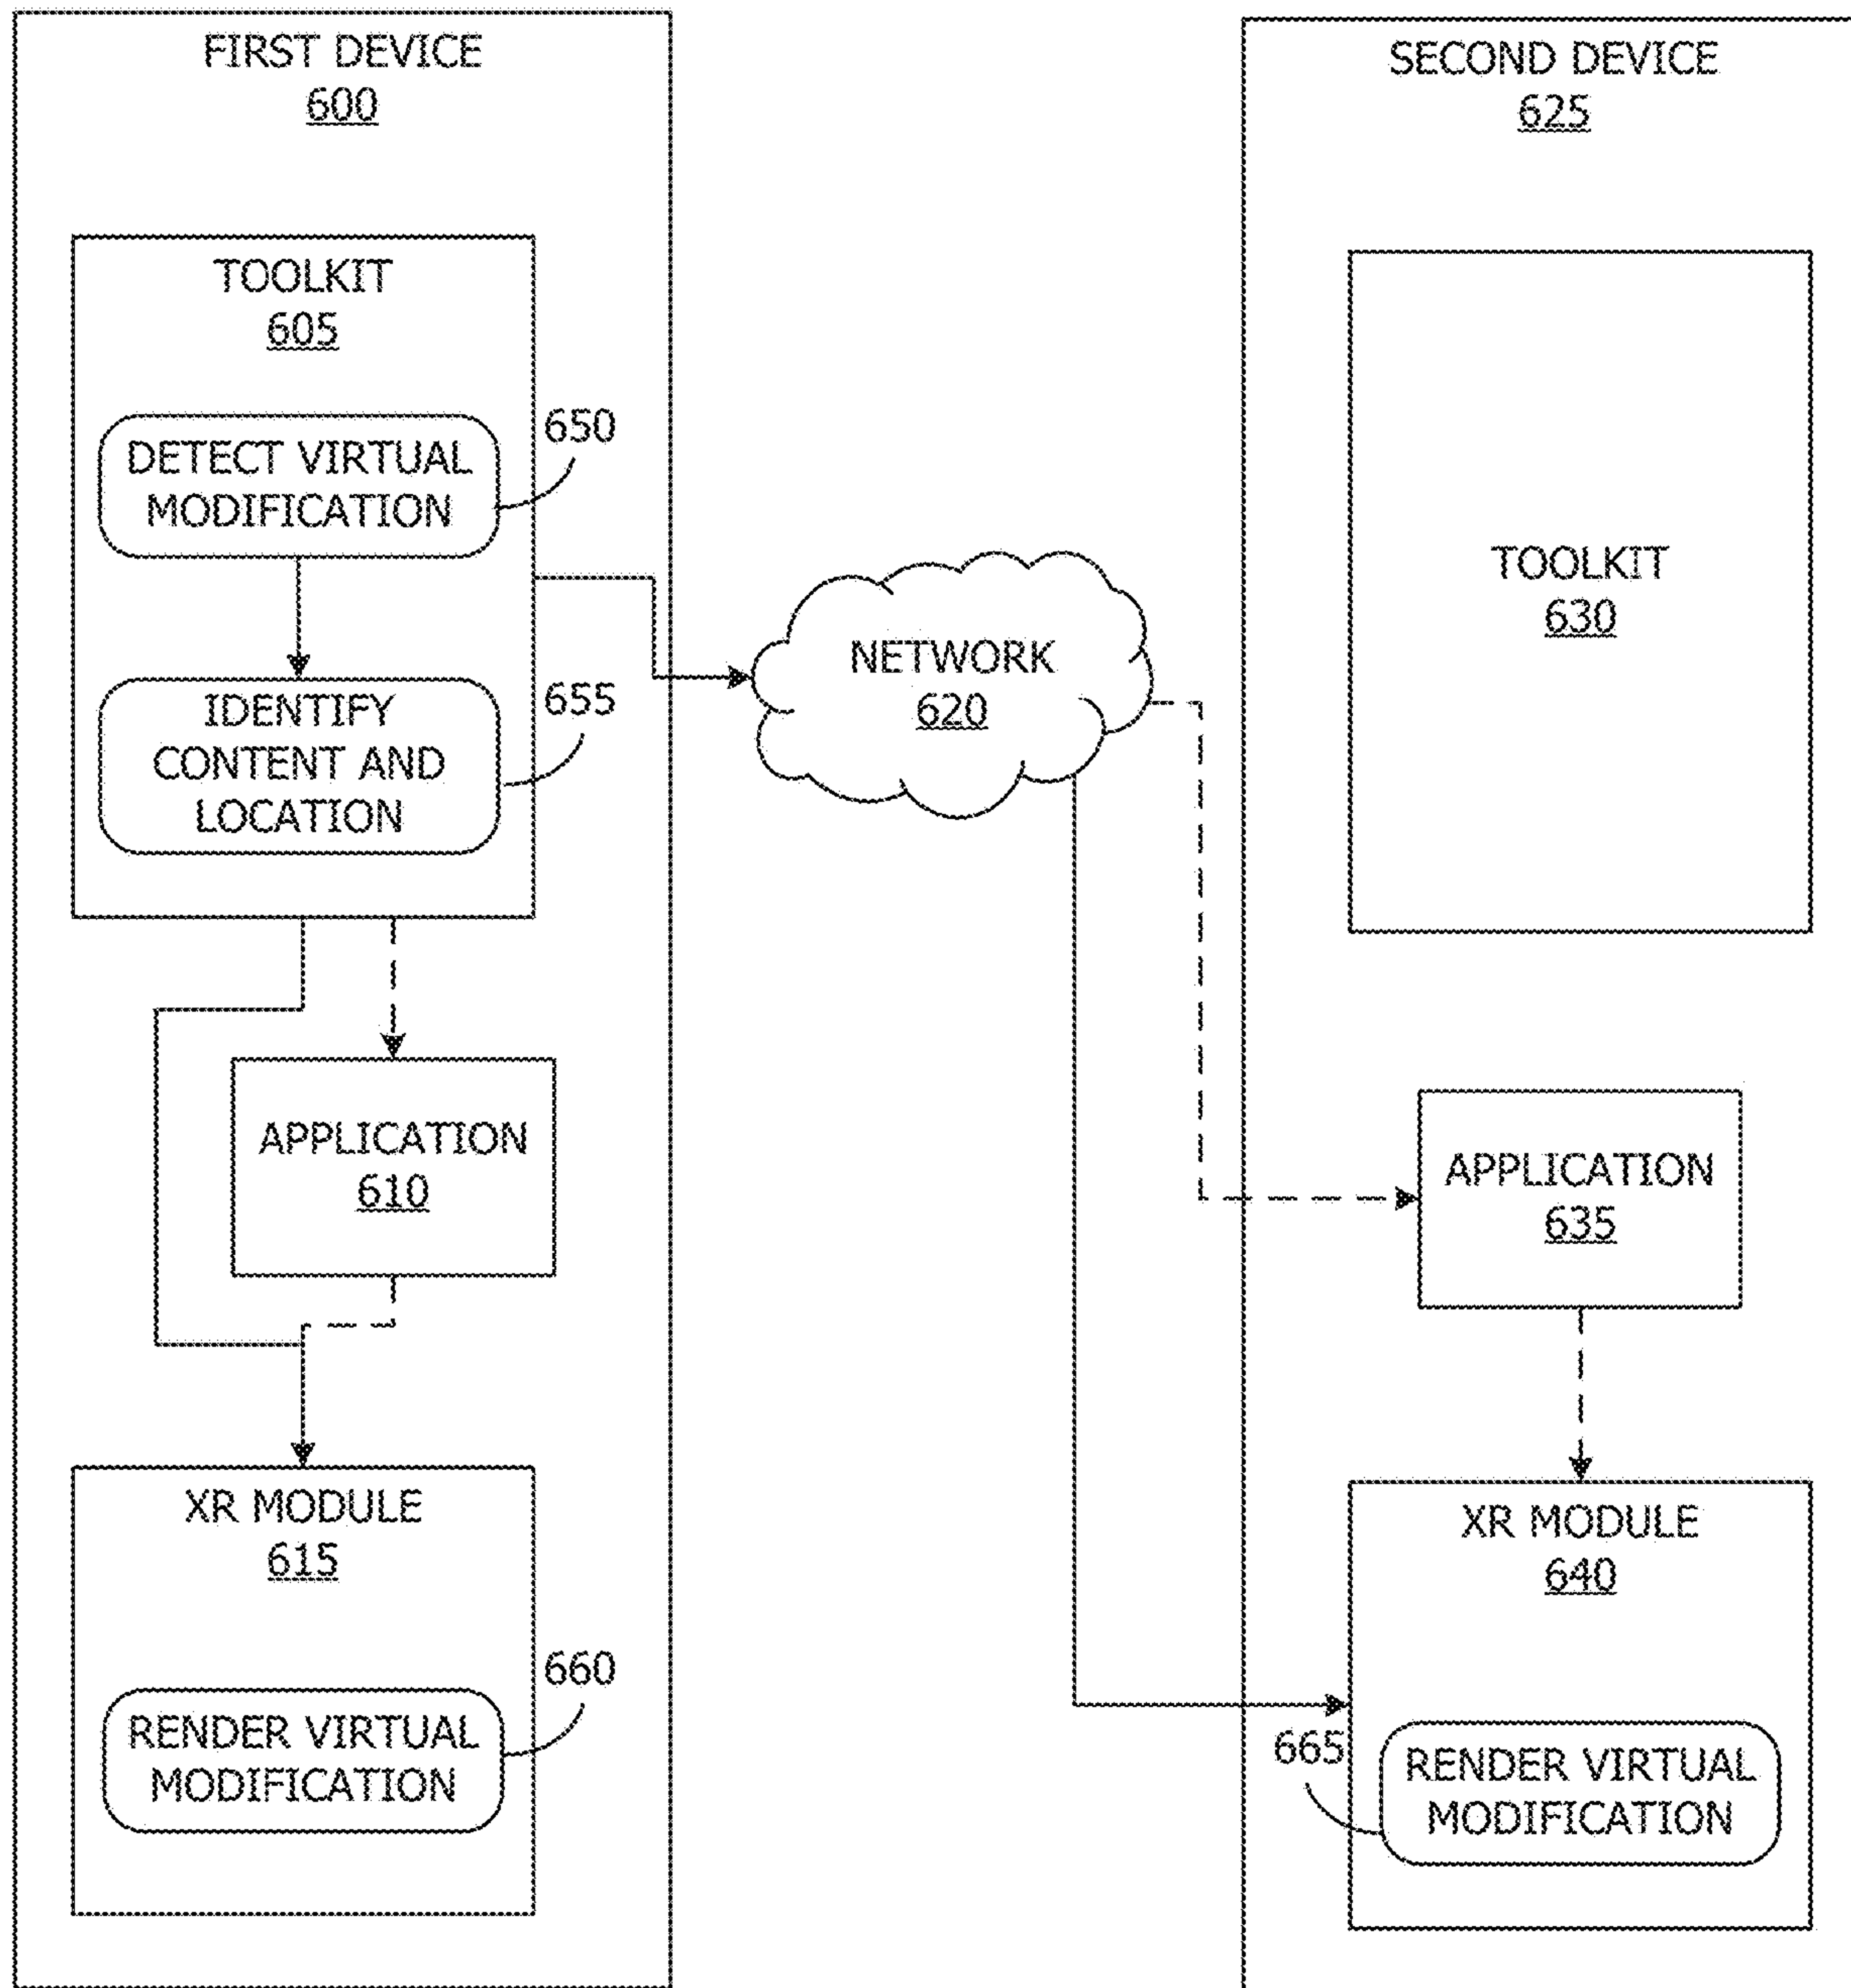 FIRST DEVICE
600
TOOLKIT
605
DETECT VIRTUAL
MODIFICATION
650
IDENTIFY
CONTENT AND
LOCATION
655
APPLICATION
610
XR MODULE
615
RENDER VIRTUAL
MODIFICATION
660
NETWORK
620
SECOND DEVICE
625
TOOLKIT
630
APPLICATION
635
XR MODULE
640
665
RENDER VIRTUAL
MODIFICATION